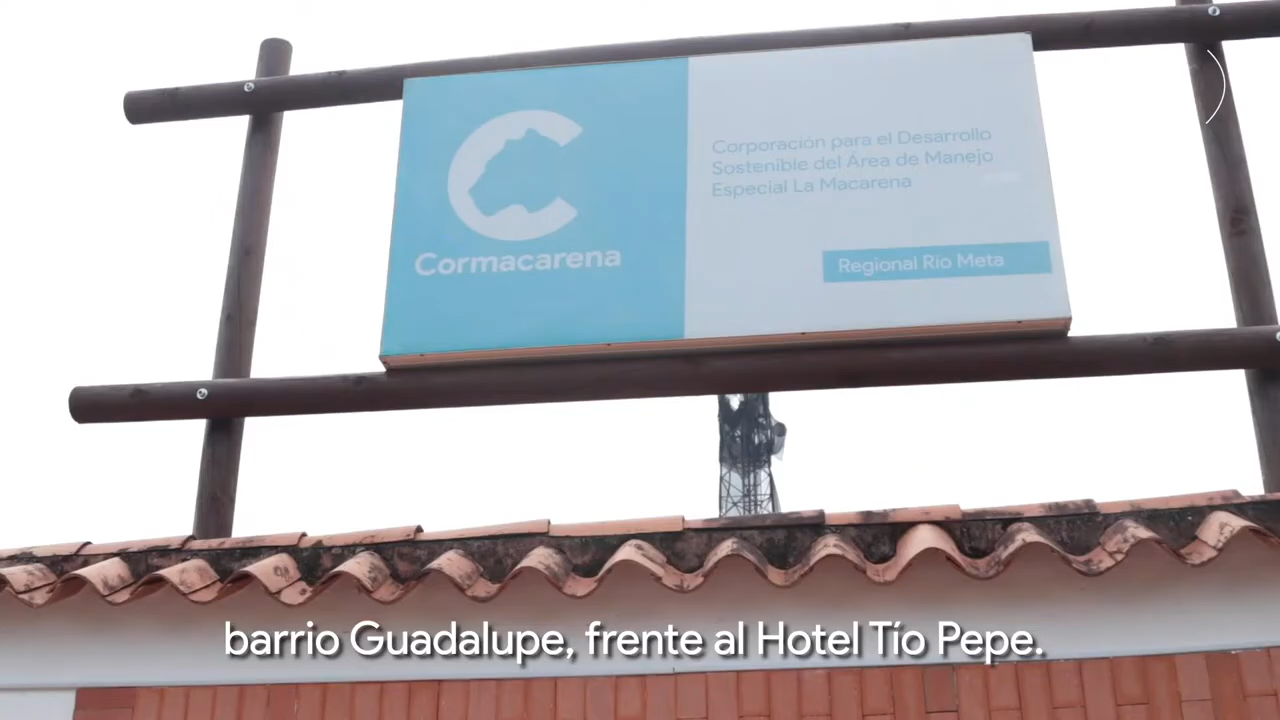 Cormacarena
Corporación para el Desarrollo
Sostenible del Área de Manejo
Especial La Macarena
Regional Rio Meta
barrio Guadalupe, frente al Hotel Tío Pepe.